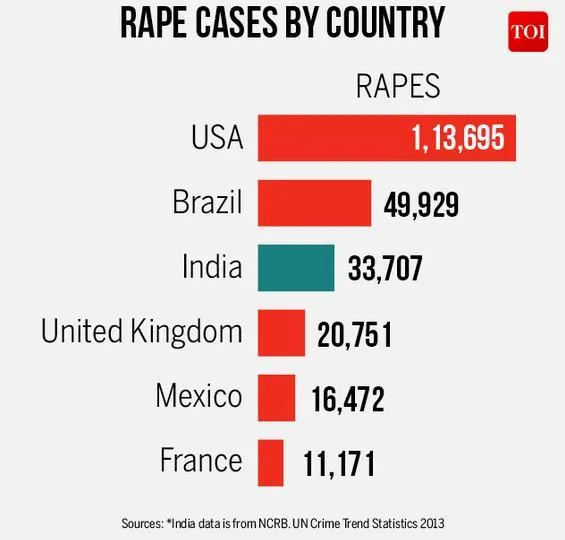 RAPE CASES BY COUNTRY
TOI
RAPES
USA 1,13,695
Brazil 49,929
India 33,707
United Kingdom 20,751
Mexico 16,472
France 11,171
Sources: *India data is from NCRB. UN Crime Trend Statistics 2013